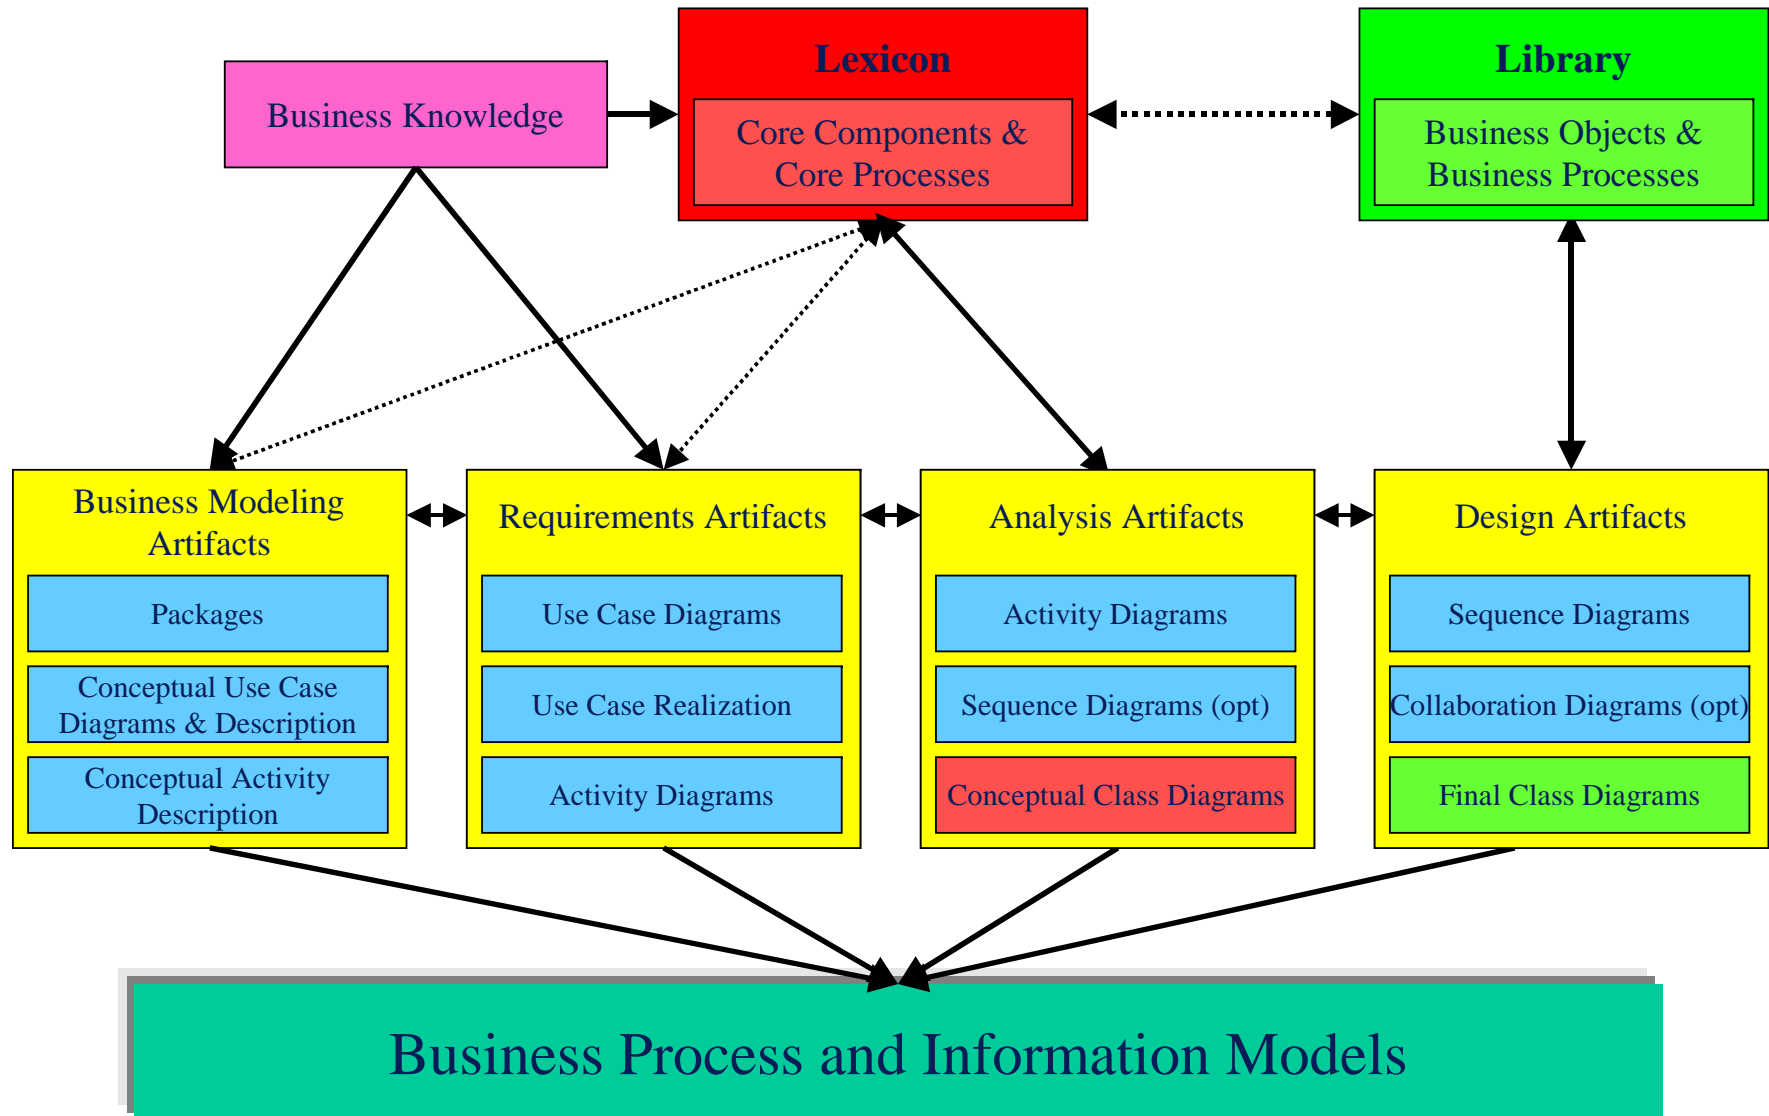 Business Knowledge
Lexicon
Core Components &
Core Processes
Library
Business Objects &
Business Processes
Business Modeling
Artifacts
Packages
Conceptual Use Case
Diagrams & Description
Conceptual Activity
Description
Requirements Artifacts
Use Case Diagrams
Use Case Realization
Activity Diagrams
Analysis Artifacts
Activity Diagrams
Sequence Diagrams (opt)
Conceptual Class Diagrams
Design Artifacts
Sequence Diagrams
Collaboration Diagrams (opt)
Final Class Diagrams
Business Process and Information Models